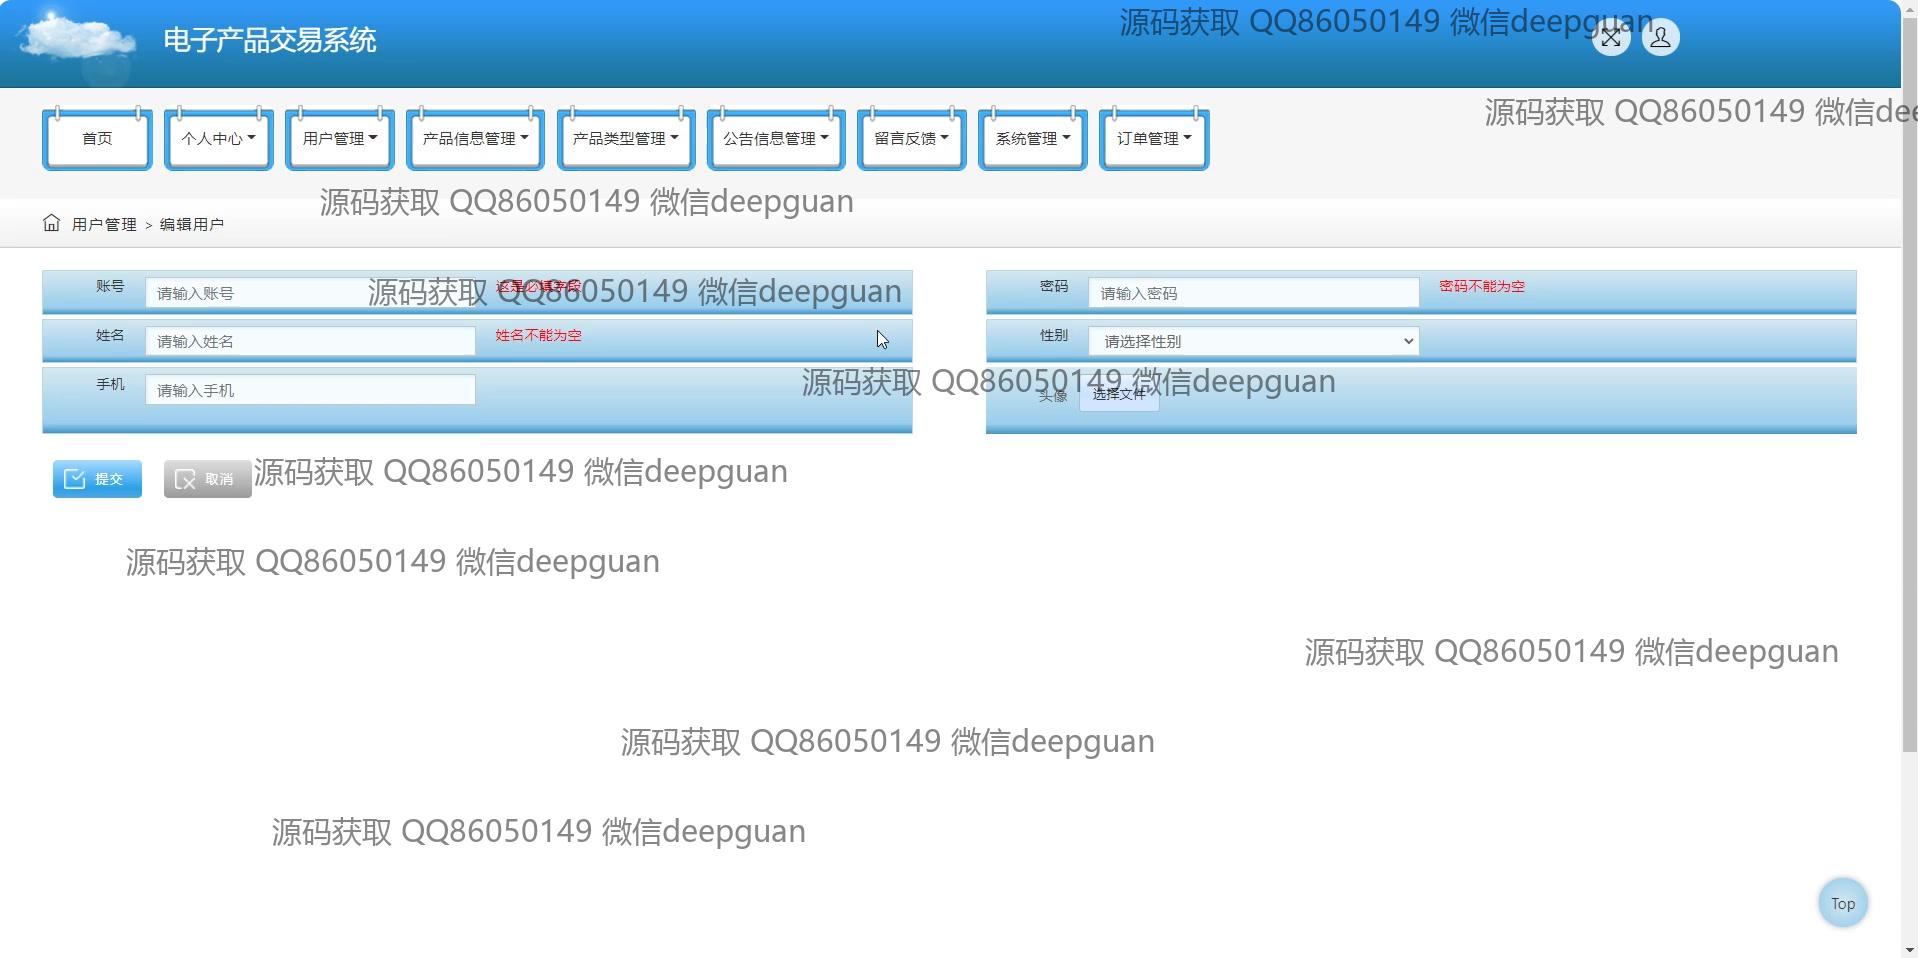 源码获取 QQ86050149 微信deepguan
电子产品交易系统
源码获取 QQ86050149 微信dee
首页
个人中心
用户管理
产品信息管理
产品类型管理
公告信息管理
留言反馈
系统管理
订单管理
源码获取 QQ86050149 微信deepguan
用户管理 > 编辑用户
账号 请输入账号 这是必填字段
源码获取 QQ86050149 微信deepguan
密码 请输入密码 密码不能为空
姓名 请输入姓名 姓名不能为空
性别 请选择性别
手机 请输入手机
源码获取 QQ86050149 微信deepguan
头像 选择文件
提交
取消
源码获取 QQ86050149 微信deepguan
源码获取 QQ86050149 微信deepguan
源码获取 QQ86050149 微信deepguan
源码获取 QQ86050149 微信deepguan
源码获取 QQ86050149 微信deepguan
Top